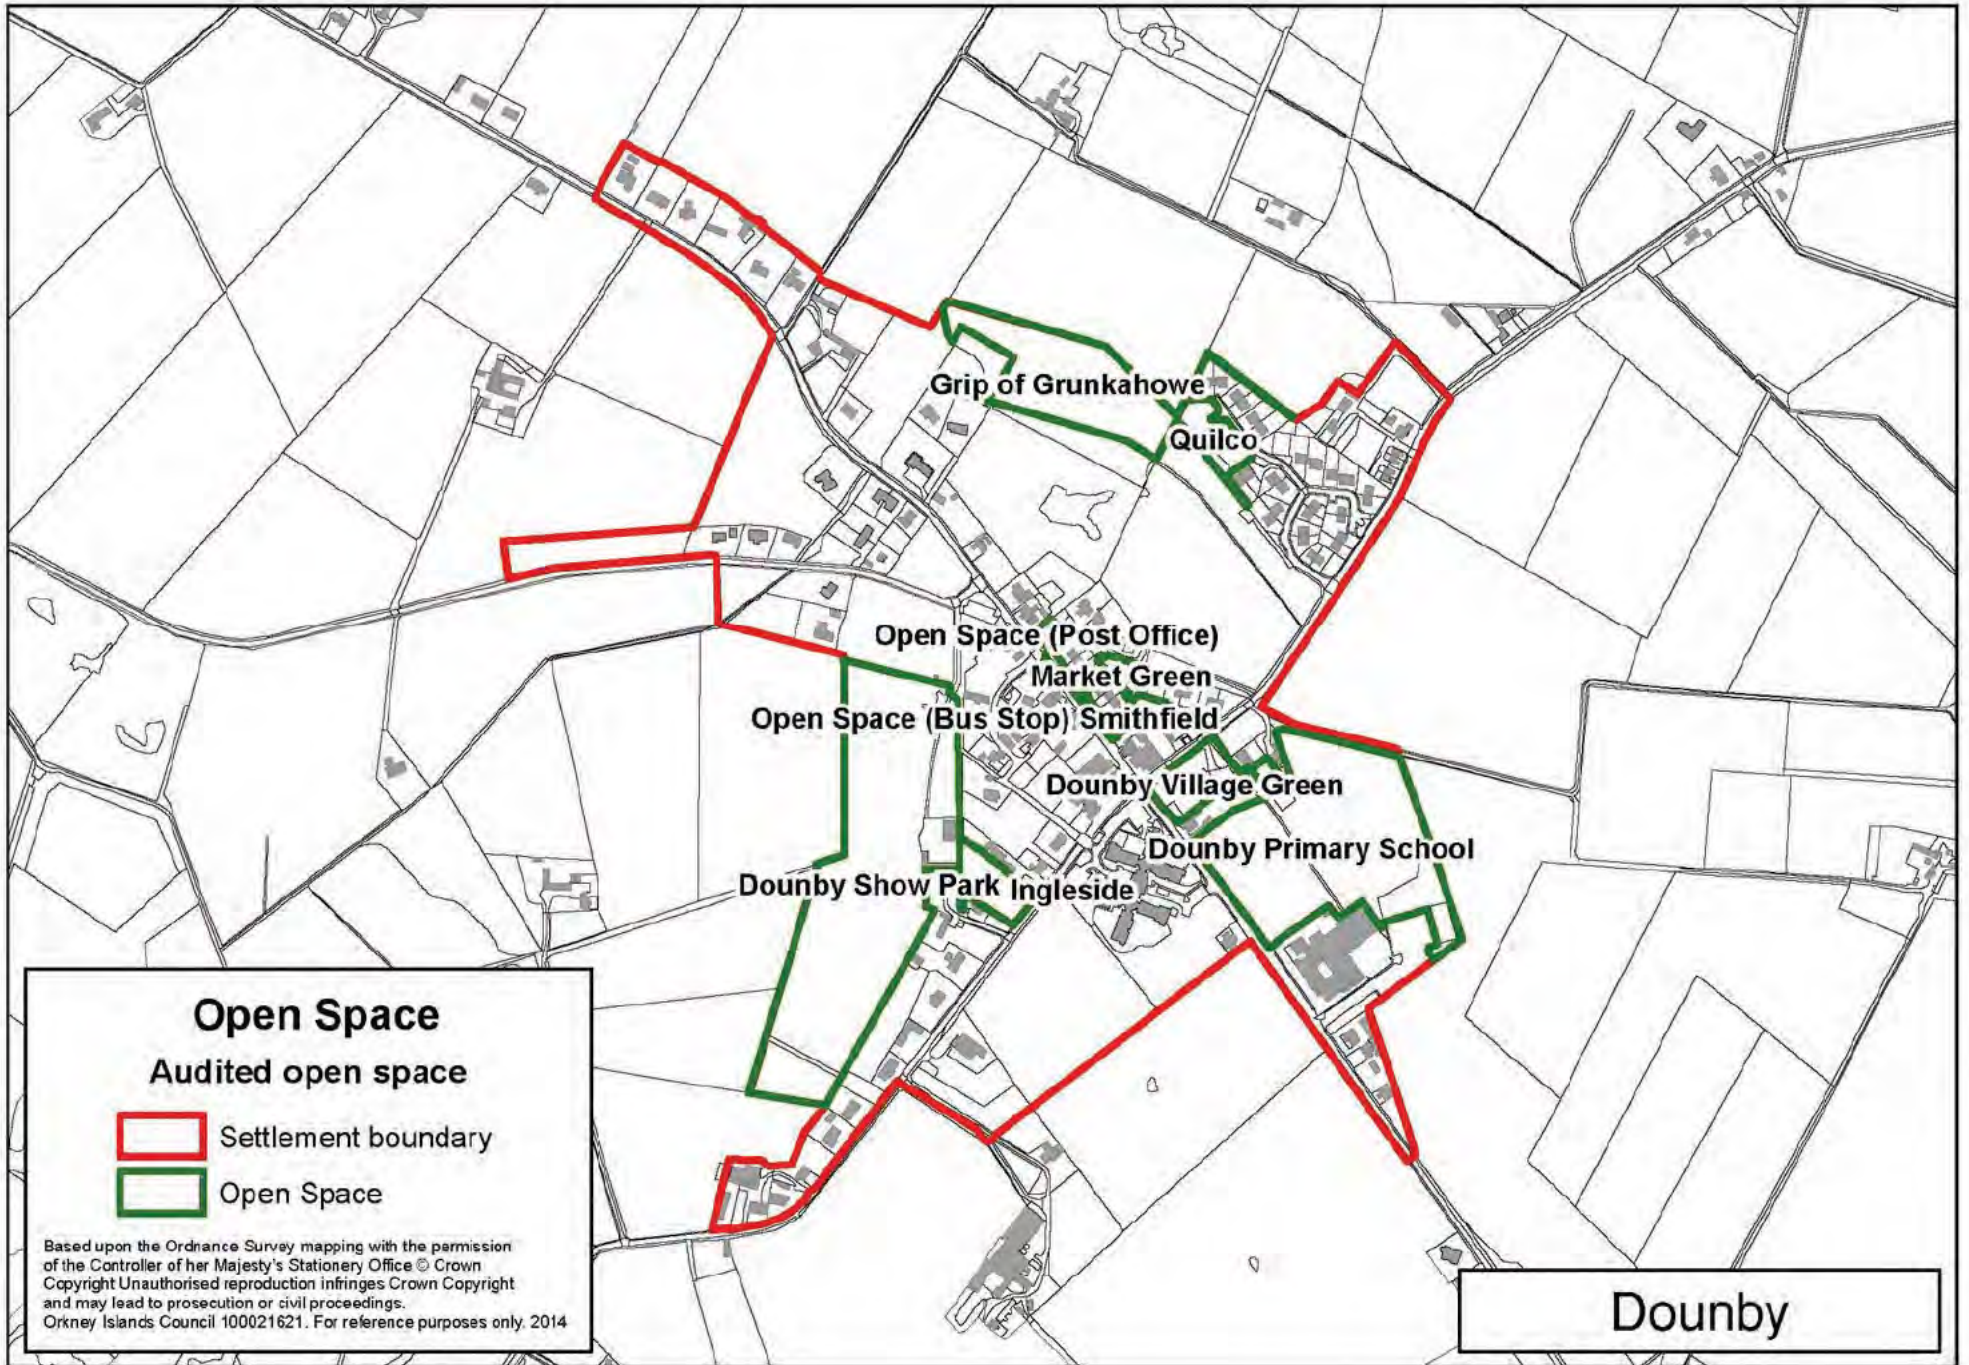 Grip of Grunkahowe
Quilco
Open Space (Post Office)
Market Green
Open Space (Bus Stop) Smithfield
Dounby Village Green
Dounby Primary School
Dounby Show Park Ingleside
Open Space
Audited open space
Settlement boundary
Open Space
Based upon the Ordnance Survey mapping with the permission
of the Controller of her Majesty's Stationery Office © Crown
Copyright Unauthorised reproduction infringes Crown Copyright
and may lead to prosecution or civil proceedings.
Orkney Islands Council 100021621. For reference purposes only. 2014
Dounby